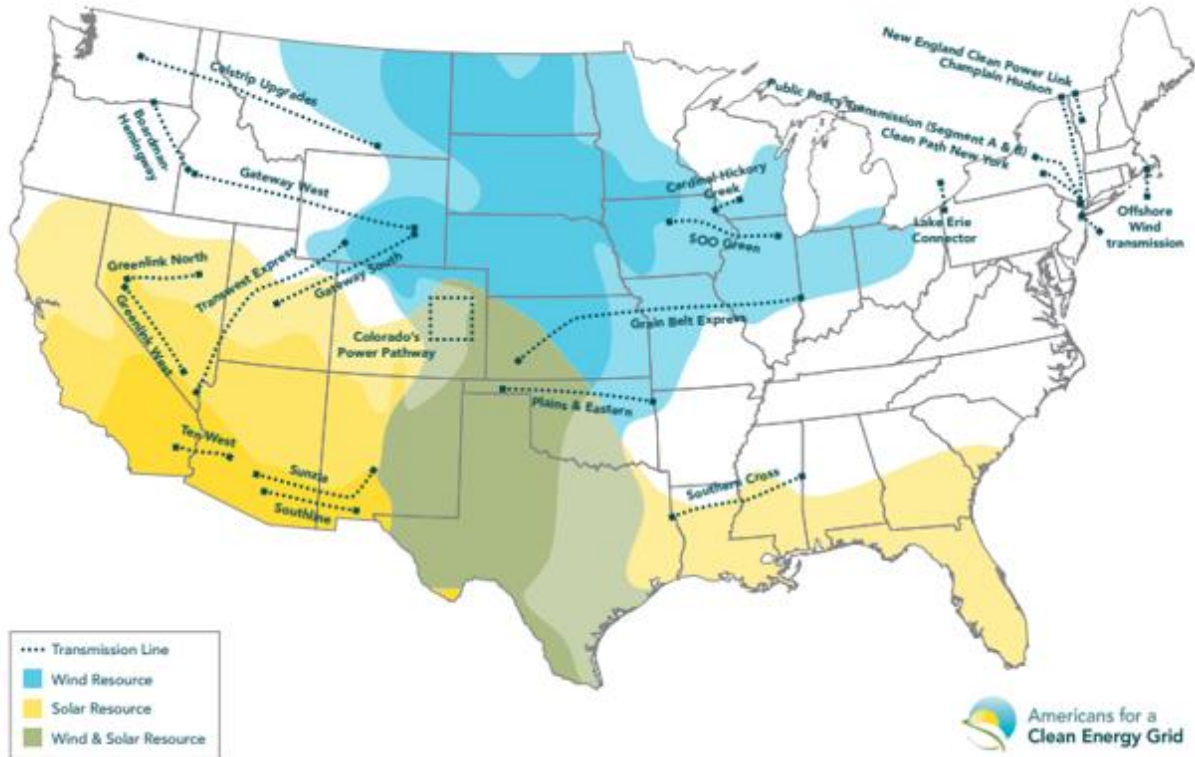 New England Clean Power Link
Champlain Hudson
Public Policy Transmission (Segment A & B)
Clean Path New York
Colstrip Upgrades
Boardman-
Hemingway
Gateway West
Cardinal-Hickory
Creek
SOO Green
Lake Erie
Connector
Offshore
Wind
transmission
Greenlink North
Transwest Express
Gateway South
Greenlink West
Colorado's
Power Pathway
Grain Belt Express
Plains & Eastern
Ten West
Sunzia
Southline
Southern Cross
Transmission Line
Wind Resource
Solar Resource
Wind & Solar Resource
Americans for a
Clean Energy Grid